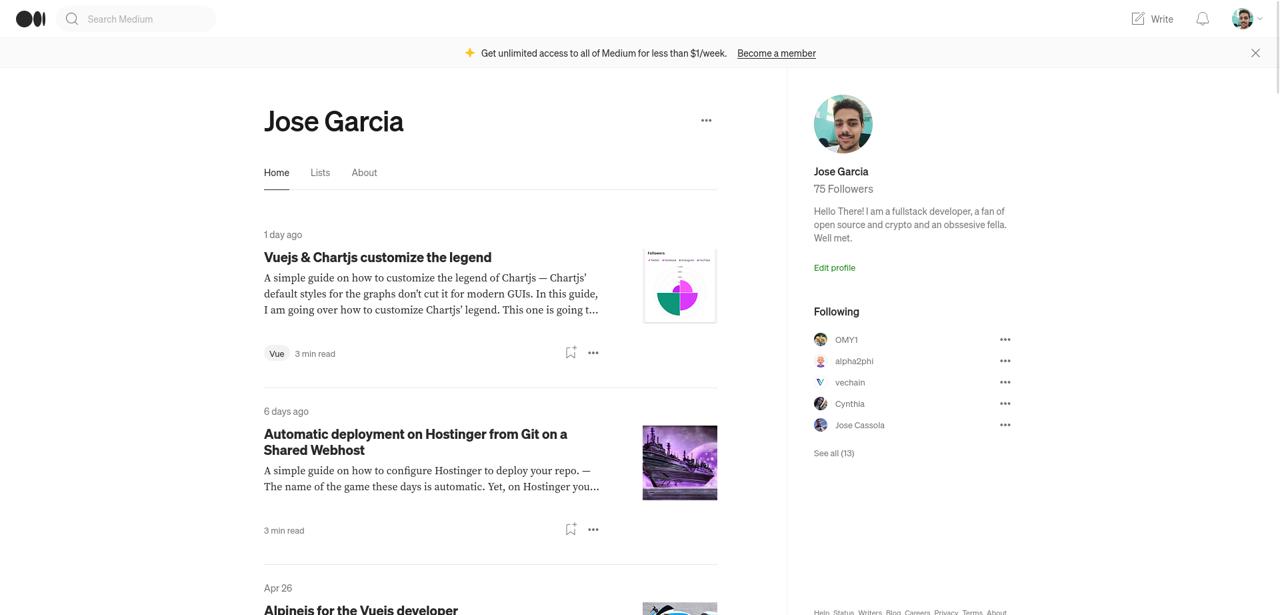 Search Medium
Write
Get unlimited access to all of Medium for less than $1/week. Become a member
Jose Garcia
Home Lists About
1 day ago
Vuejs & Chartjs customize the legend
A simple guide on how to customize the legend of Chartjs — Chartjs’
default styles for the graphs don’t cut it for modern GUIs. In this guide,
I am going over how to customize Chartjs’ legend. This one is going t…
Followers
Vue 3 min read
6 days ago
Automatic deployment on Hostinger from Git on a
Shared Webhost
A simple guide on how to configure Hostinger to deploy your repo. —
The name of the game these days is automatic. Yet, on Hostinger you…
3 min read
Apr 26
Alpinejs for the Vuejs developer
Jose Garcia
75 Followers
Hello There! I am a fullstack developer, a fan of
open source and crypto and an obssesive fella.
Well met.
Edit profile
Following
OMY1
alpha2phi
vechain
Cynthia
Jose Cassola
See all (13)
Help Status Writers Blog Careers Privacy Terms About